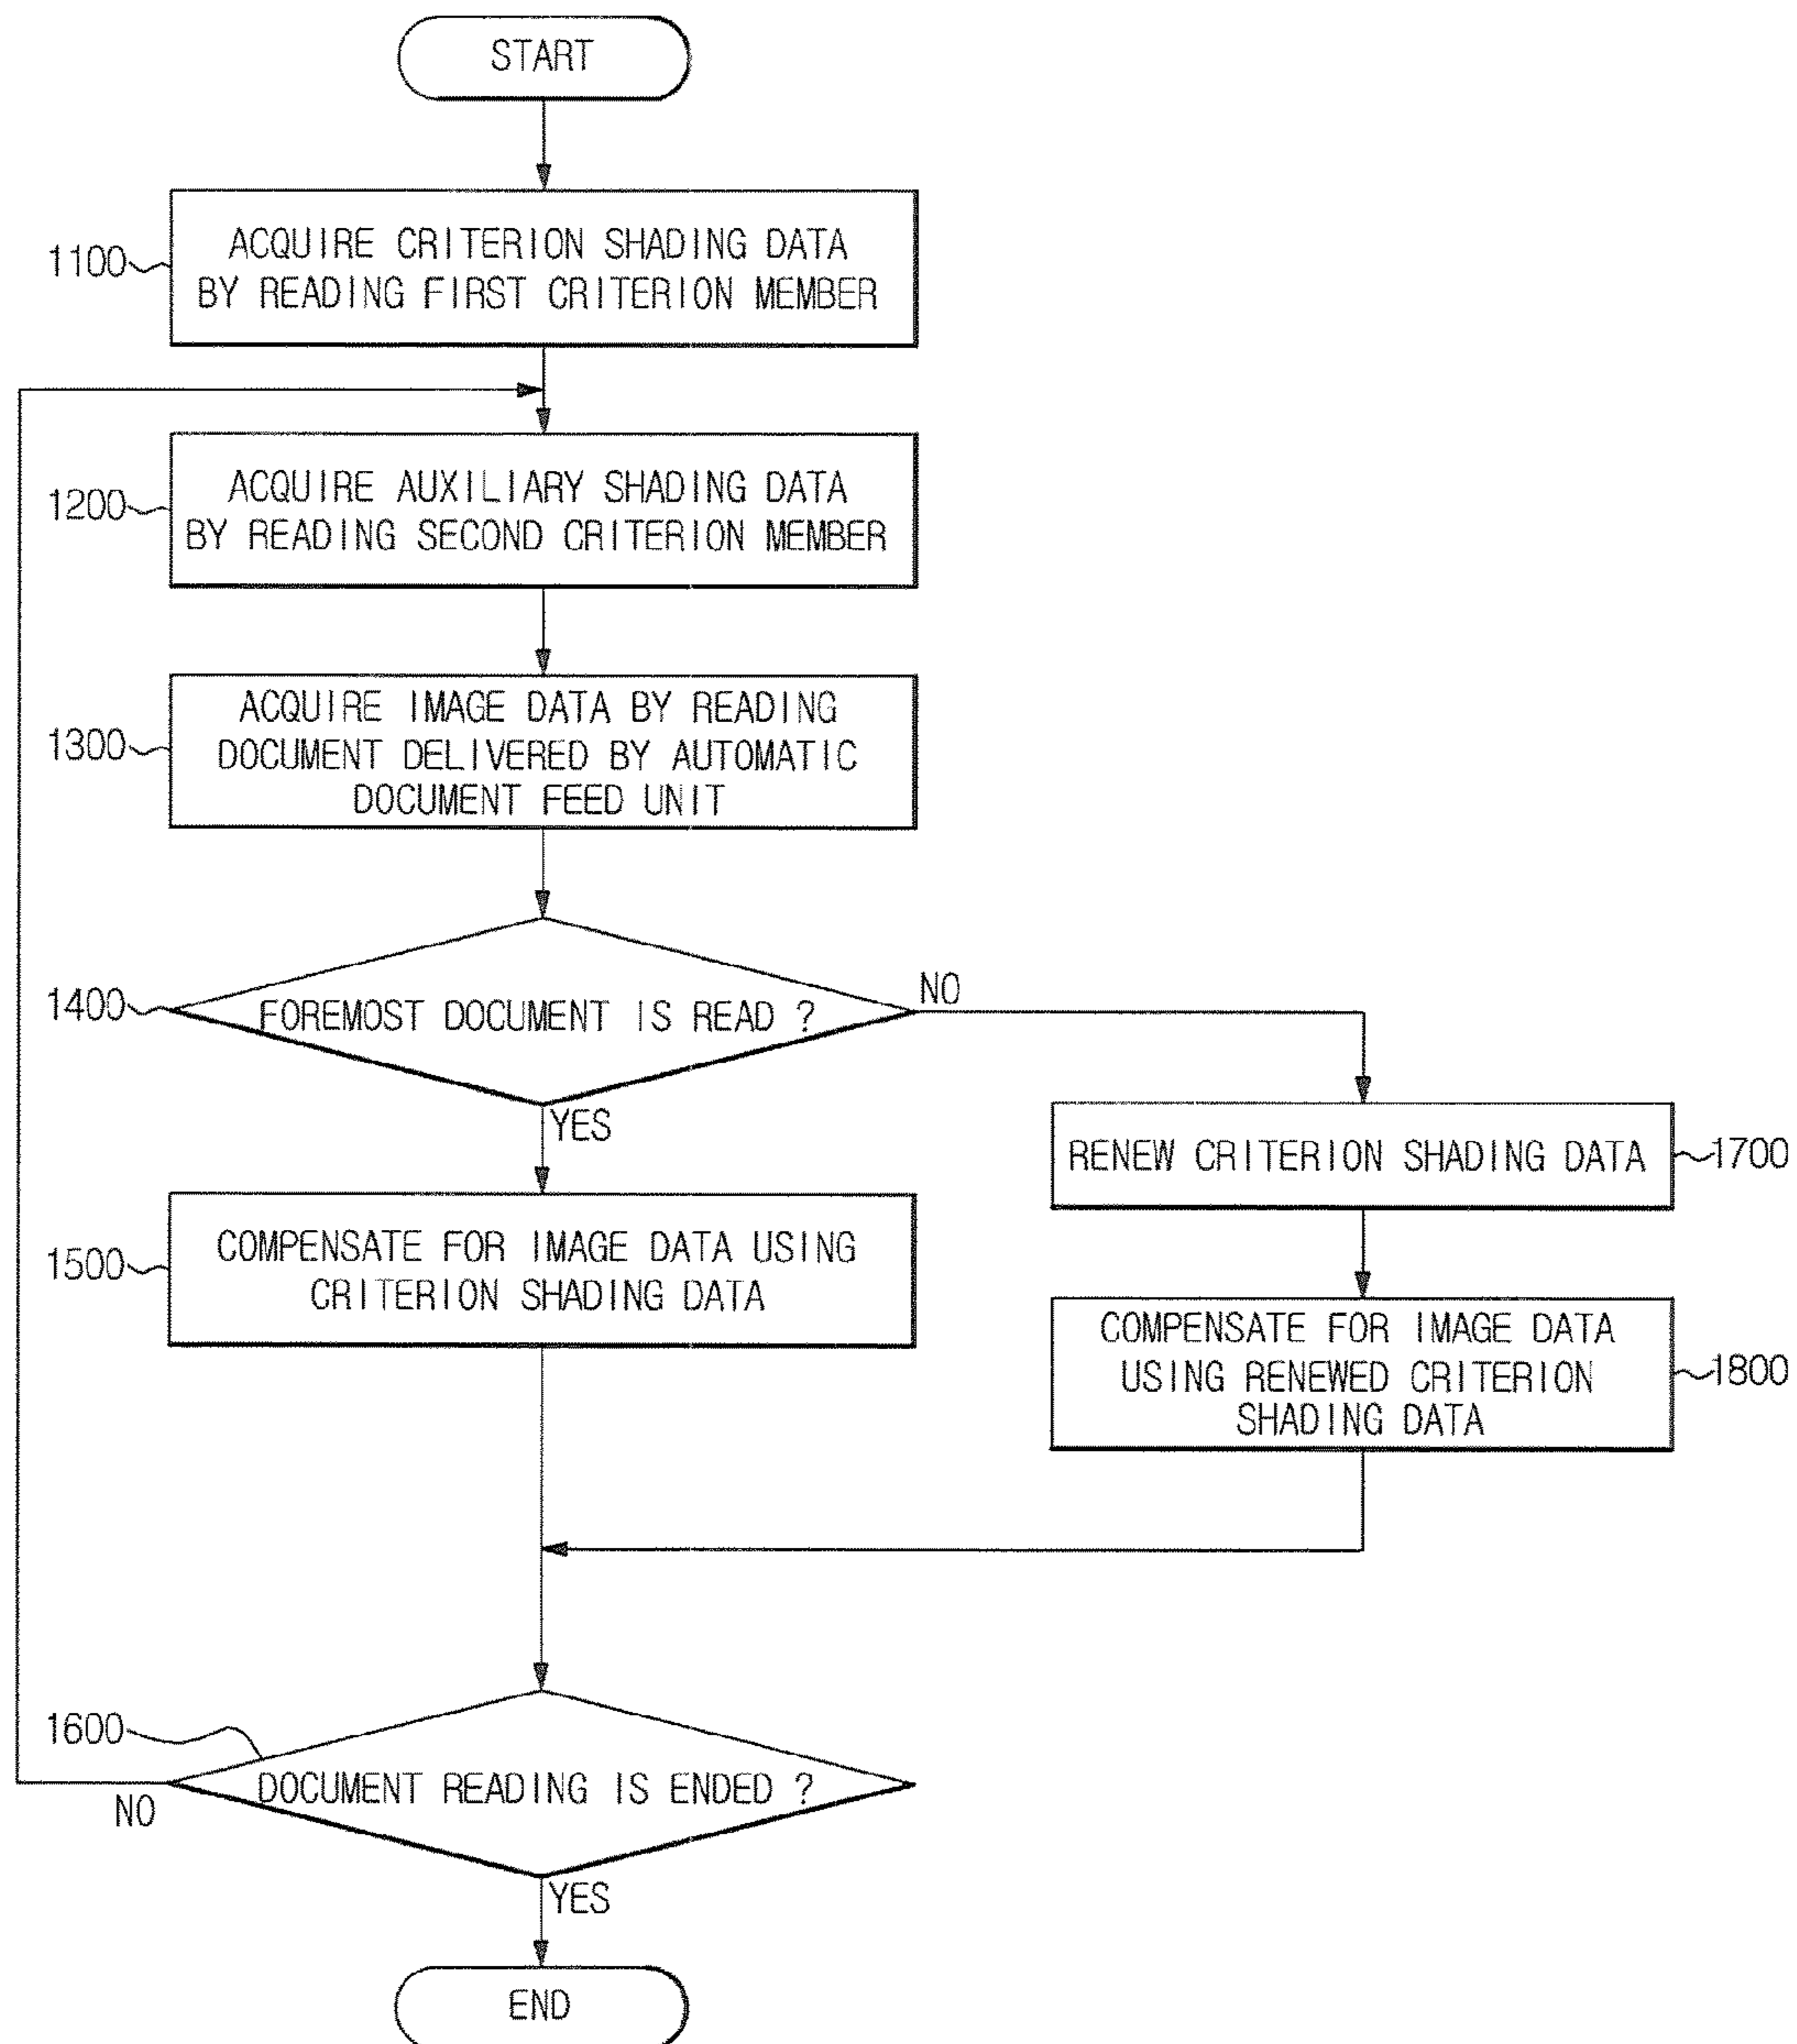 START
1100
ACQUIRE CRITERION SHADING DATA
BY READING FIRST CRITERION MEMBER
1200
ACQUIRE AUXILIARY SHADING DATA
BY READING SECOND CRITERION MEMBER
1300
ACQUIRE IMAGE DATA BY READING
DOCUMENT DELIVERED BY AUTOMATIC
DOCUMENT FEED UNIT
1400
FOREMOST DOCUMENT IS READ ?
NO
YES
1500
COMPENSATE FOR IMAGE DATA USING
CRITERION SHADING DATA
RENEW CRITERION SHADING DATA
1700
COMPENSATE FOR IMAGE DATA
USING RENEWED CRITERION
SHADING DATA
1800
1600
DOCUMENT READING IS ENDED ?
NO
YES
END